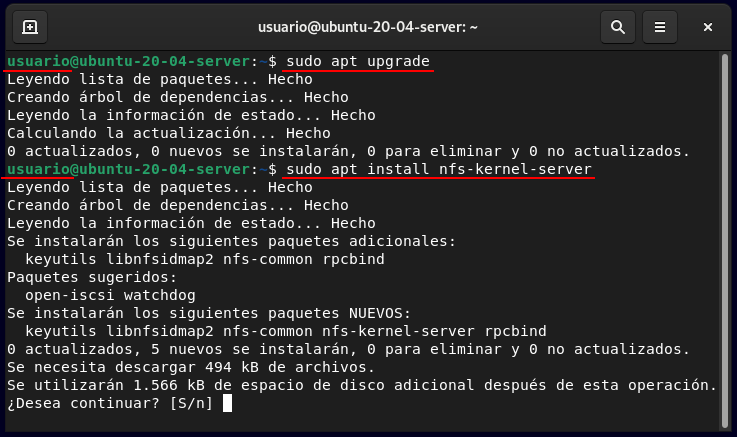 usuario@ubuntu-20-04-server: ~
usuario@ubuntu-20-04-server:~$ sudo apt upgrade
Leyendo lista de paquetes... Hecho
Creando árbol de dependencias... Hecho
Leyendo la información de estado... Hecho
Calculando la actualización... Hecho
0 actualizados, 0 nuevos se instalarán, 0 para eliminar y 0 no actualizados.
usuario@ubuntu-20-04-server:~$ sudo apt install nfs-kernel-server
Leyendo lista de paquetes... Hecho
Creando árbol de dependencias... Hecho
Leyendo la información de estado... Hecho
Se instalarán los siguientes paquetes adicionales:
  keyutils libnfsidmap2 nfs-common rpcbind
Paquetes sugeridos:
  open-iscsi watchdog
Se instalarán los siguientes paquetes NUEVOS:
  keyutils libnfsidmap2 nfs-common nfs-kernel-server rpcbind
0 actualizados, 5 nuevos se instalarán, 0 para eliminar y 0 no actualizados.
Se necesita descargar 494 kB de archivos.
Se utilizarán 1.566 kB de espacio de disco adicional después de esta operación.
¿Desea continuar? [S/n]